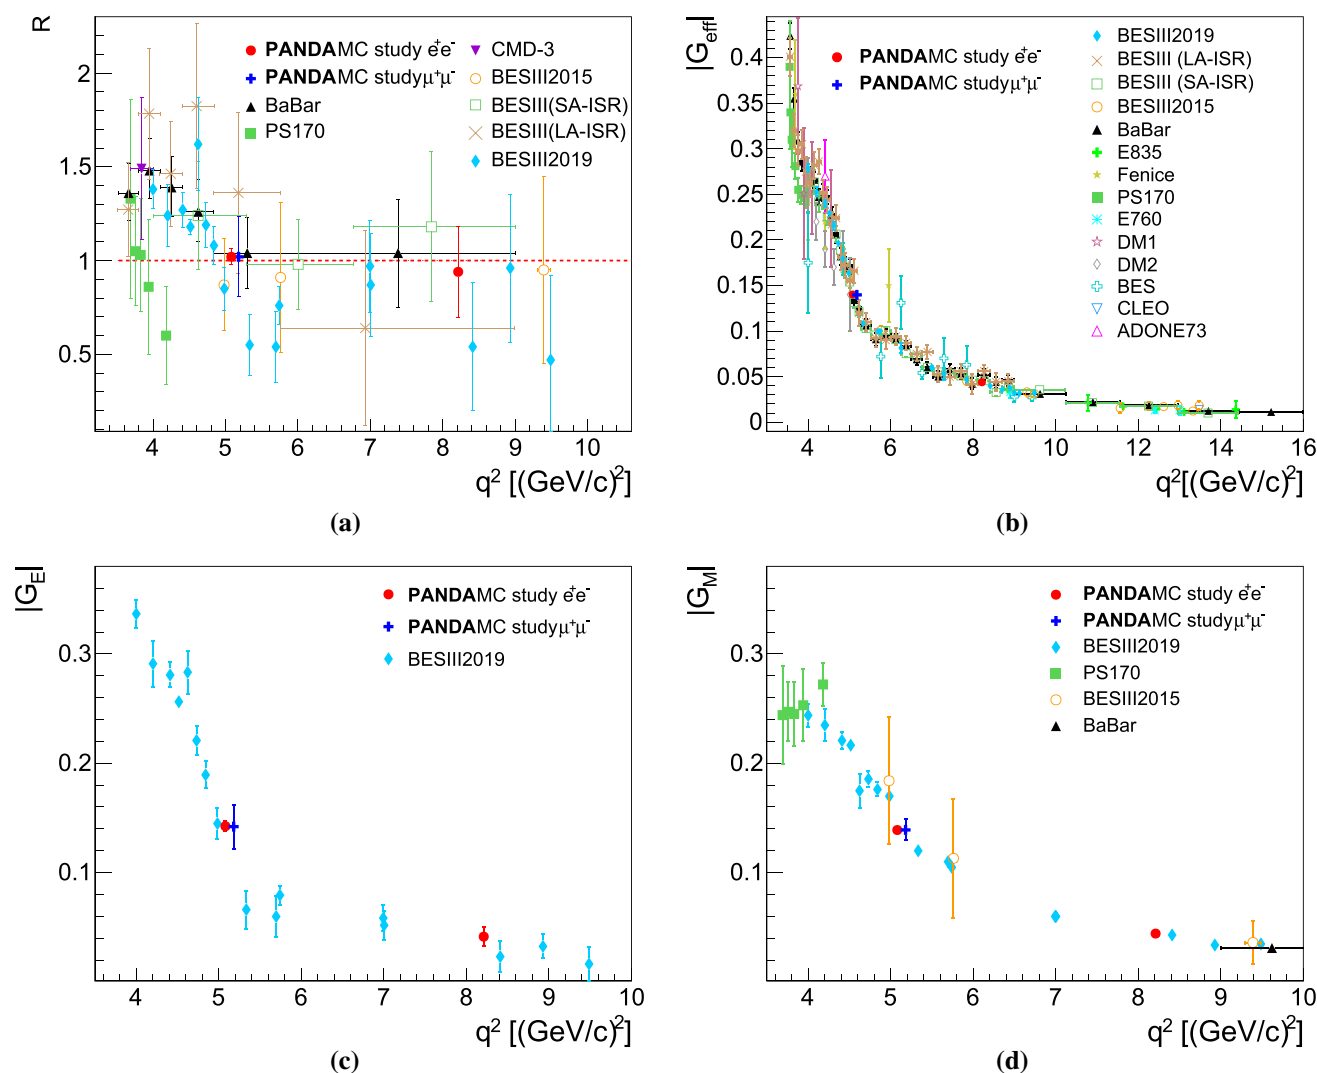 (a)
R
PANDAMC study e+e-
PANDAMC studyμ+μ-
BaBar
PS170
CMD-3
BESIII2015
BESIII(SA-ISR)
BESIII(LA-ISR)
BESIII2019
2
1.5
1
0.5
4 5 6 7 8 9 10
q² [(GeV/c)²]
(b)
|G_eff|
PANDAMC study e+e-
PANDAMC studyμ+μ-
BESIII2019
BESIII (LA-ISR)
BESIII (SA-ISR)
BESIII2015
BaBar
E835
Fenice
PS170
E760
DM1
DM2
BES
CLEO
ADONE73
0.4
0.35
0.3
0.25
0.2
0.15
0.1
0.05
0
4 6 8 10 12 14 16
q²[(GeV/c)²]
(c)
|G_E|
PANDAMC study e+e-
PANDAMC studyμ+μ-
BESIII2019
0.3
0.2
0.1
4 5 6 7 8 9 10
q² [(GeV/c)²]
(d)
|G_M|
PANDAMC study e+e-
PANDAMC studyμ+μ-
BESIII2019
PS170
BESIII2015
BaBar
0.3
0.2
0.1
4 5 6 7 8 9 10
q² [(GeV/c)²]